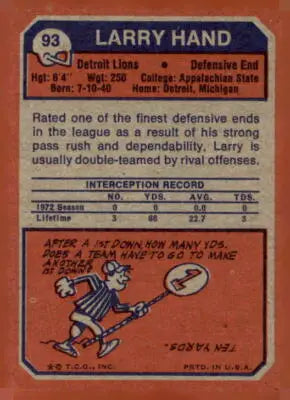 93
LARRY HAND
Detroit Lions • Defensive End
Hgt: 6'4" Wgt: 250 College: Appalachian State
Born: 7-10-40 Home: Detroit, Michigan
Rated one of the finest defensive ends
in the league as a result of his strong
pass rush and dependability, Larry is
usually double-teamed by rival offenses.
INTERCEPTION RECORD
NO. YDS. AVG. TDS.
1972 Season 0 0 0.0 0
Lifetime 3 68 22.7 3
AFTER A 1ST DOWN, HOW MANY YDS.
DOES A TEAM HAVE TO GO TO MAKE
ANOTHER
1ST DOWN?
1
TEN YARDS.
★© T.C.G., INC. PRTD. IN U.S.A.